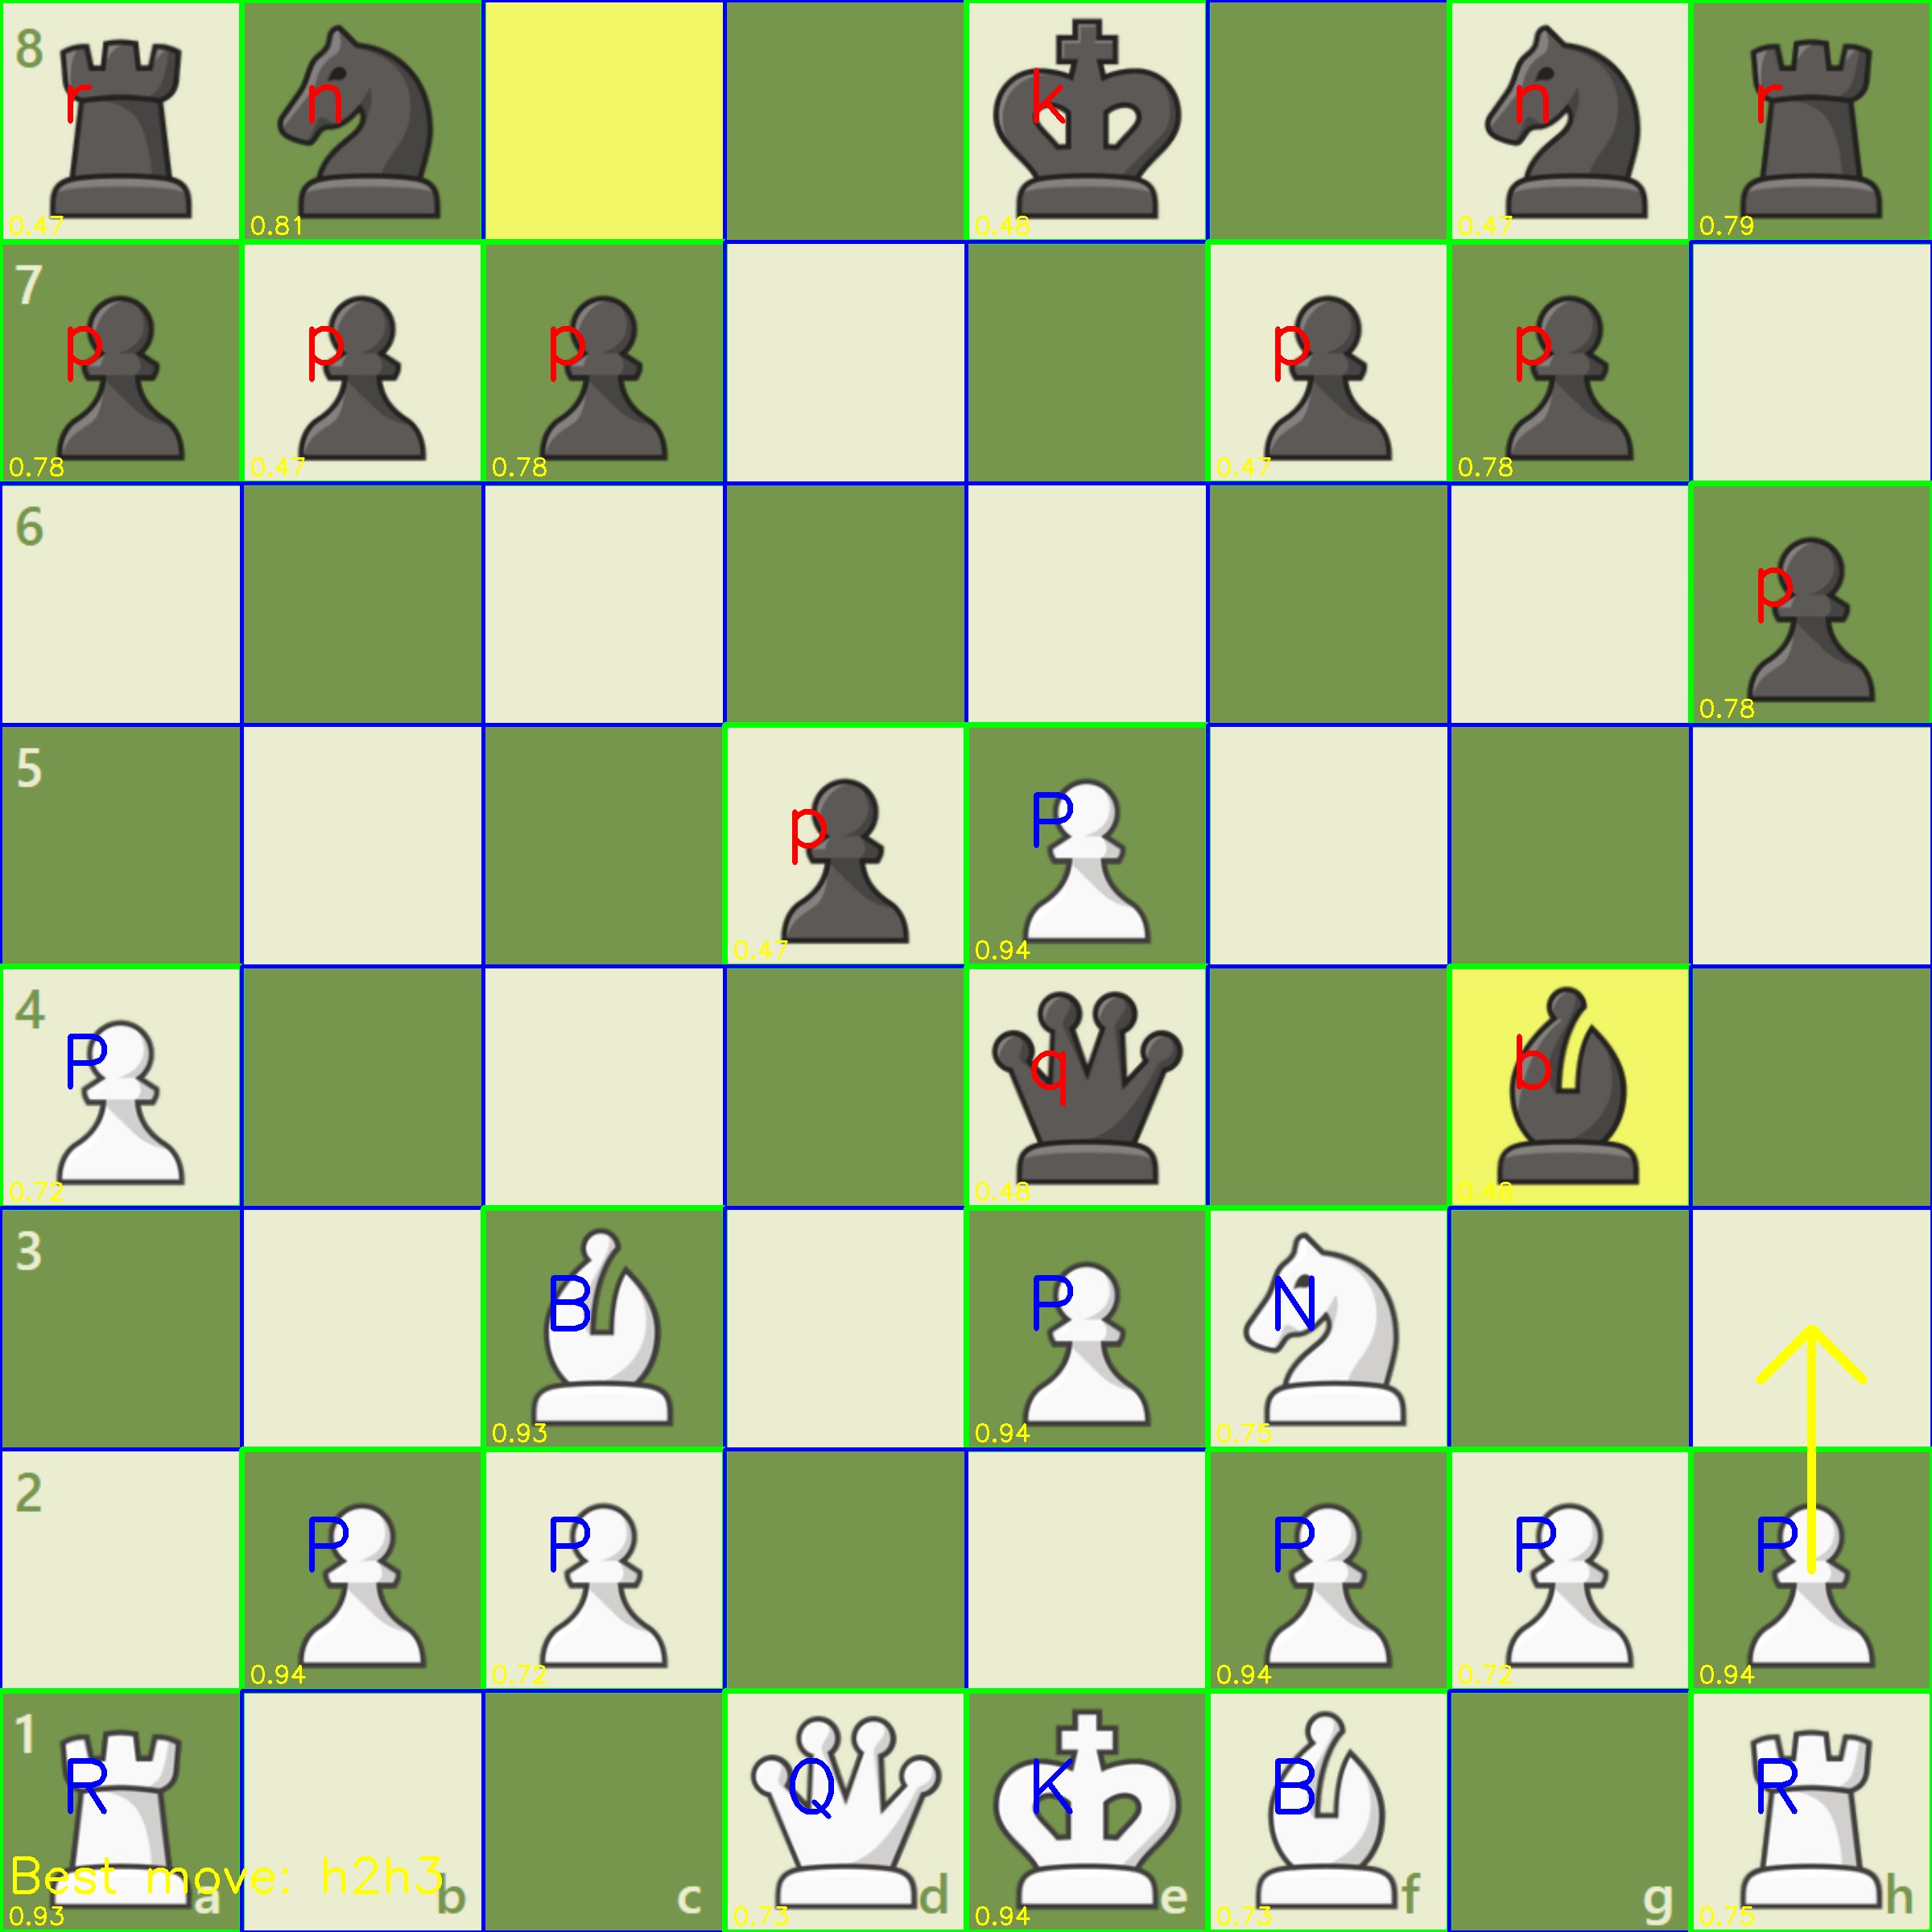 8 r n k n r
0.47 0.81 0.48 0.47 0.79
7 p p p p p
0.78 0.47 0.78 0.47 0.78
6 p
0.78
5 p P
0.47 0.94
4 P q b
0.72 0.48 0.48
3 B P N
0.93 0.94 0.75
2 P P P P P
0.94 0.72 0.94 0.72 0.94
1 R Q K B R
Best move: h2h3
a b c d e f g h
0.93 0.73 0.94 0.73 0.75